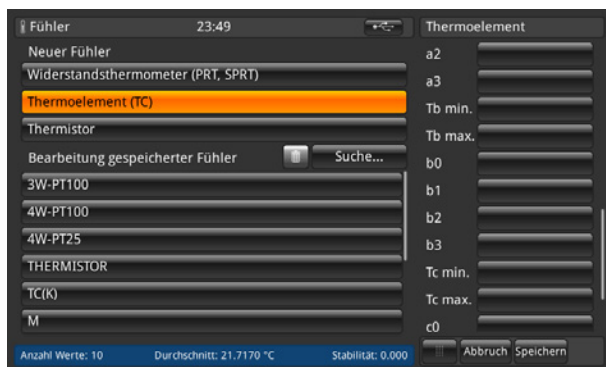 Fühler 23:49
Neuer Fühler
Widerstandsthermometer (PRT, SPRT)
Thermoelement (TC)
Thermistor
Bearbeitung gespeicherter Fühler Suche...
3W-PT100
4W-PT100
4W-PT25
THERMISTOR
TC(K)
M
Anzahl Werte: 10 Durchschnitt: 21.7170 °C Stabilität: 0.000
Thermoelement
a2
a3
Tb min.
Tb max.
b0
b1
b2
b3
Tc min.
Tc max.
c0
Abbruch Speichern